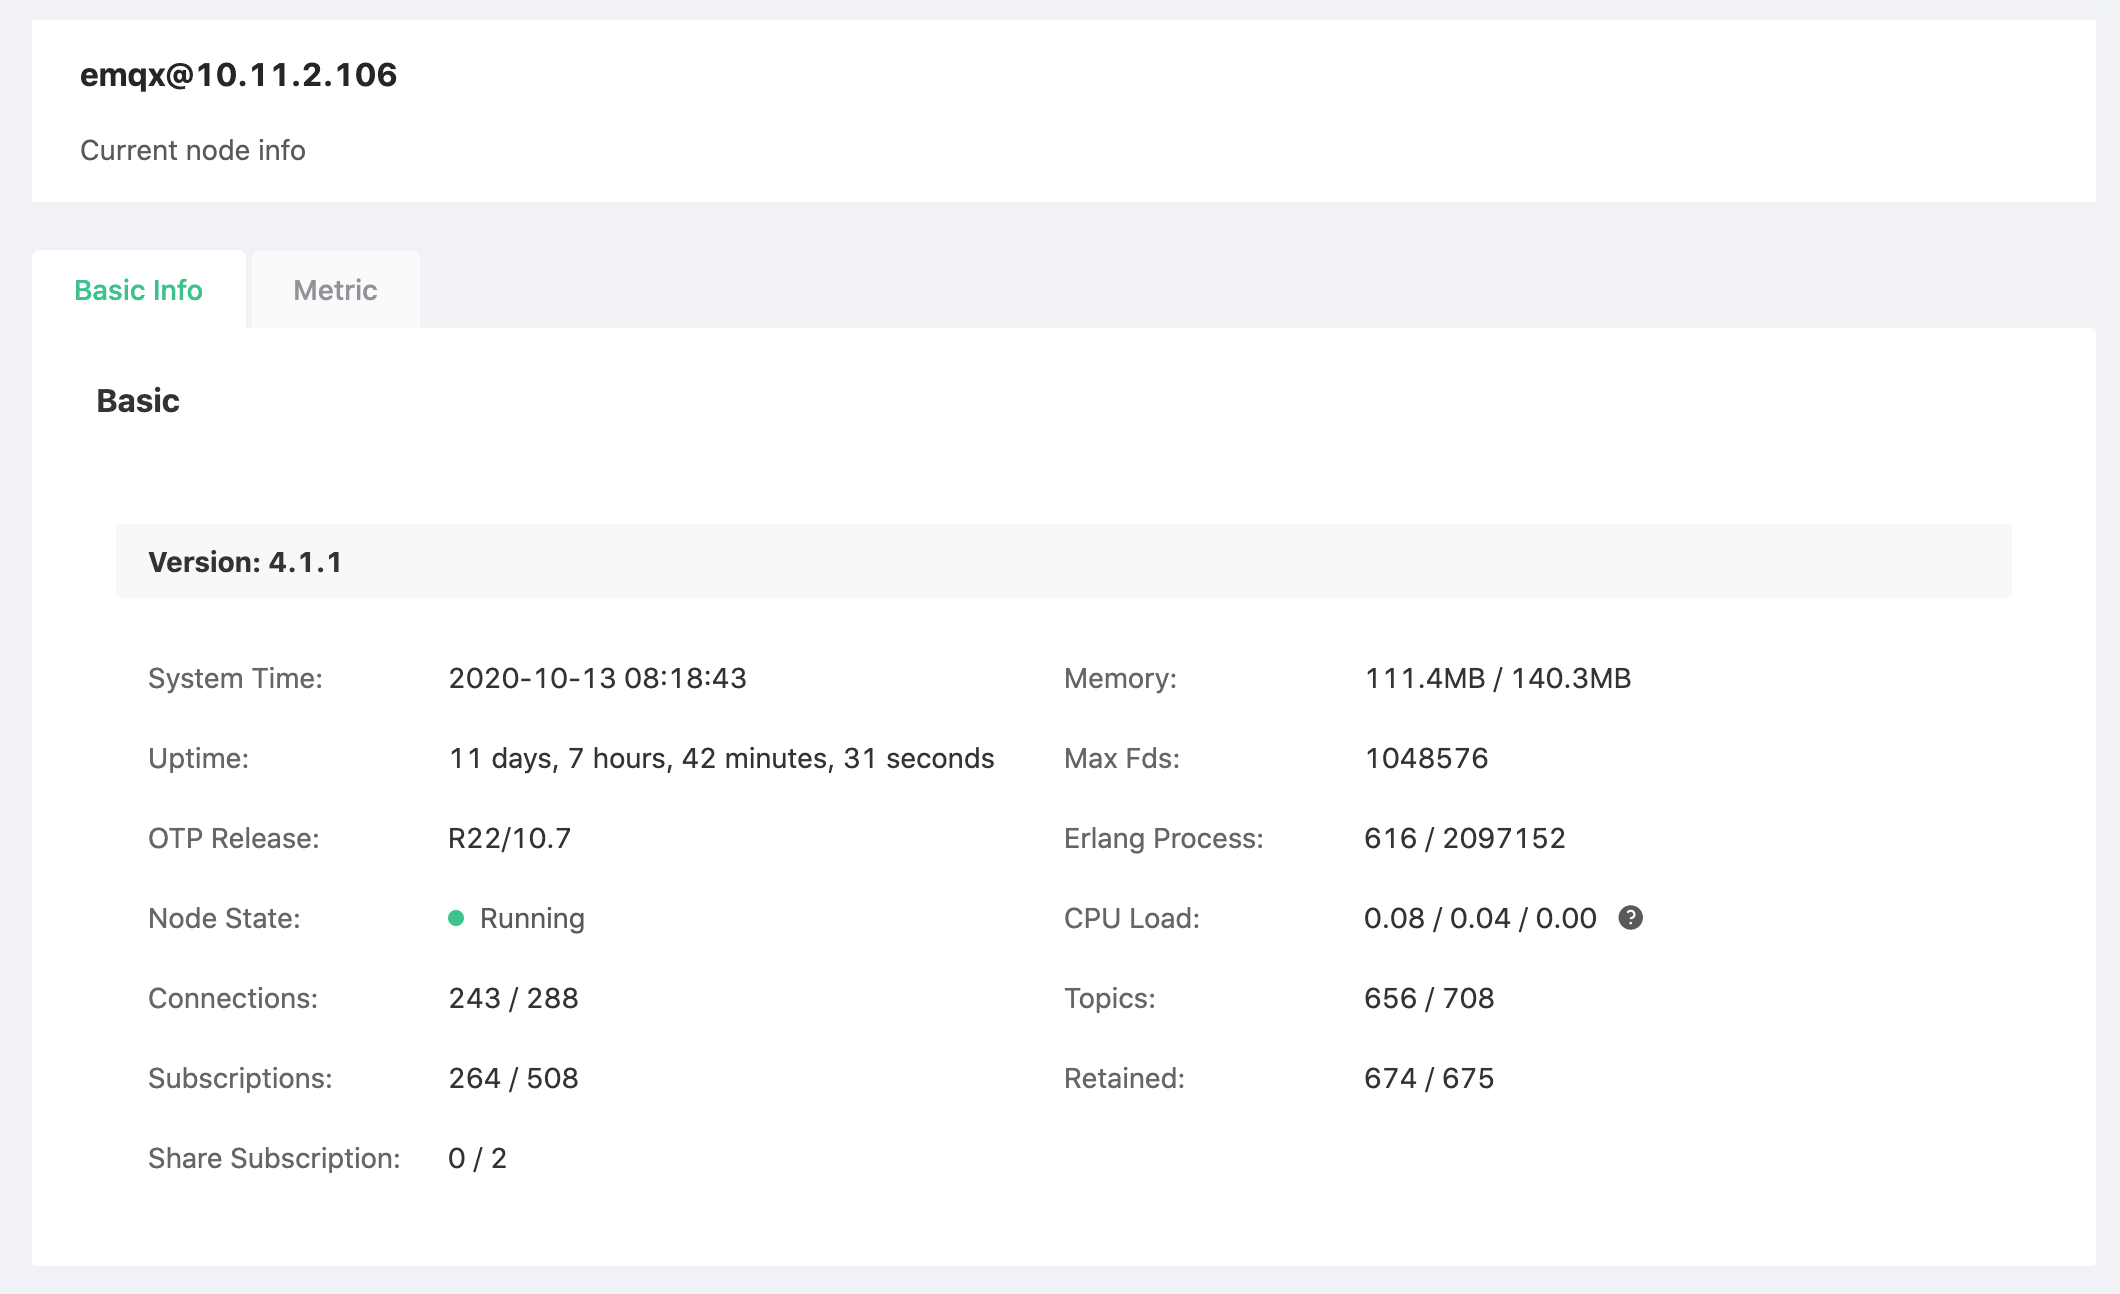 emqx@10.11.2.106
Current node info
Basic Info
Metric
Basic
Version: 4.1.1
System Time: 2020-10-13 08:18:43
Memory: 111.4MB / 140.3MB
Uptime: 11 days, 7 hours, 42 minutes, 31 seconds
Max Fds: 1048576
OTP Release: R22/10.7
Erlang Process: 616 / 2097152
Node State: Running
CPU Load: 0.08 / 0.04 / 0.00 ?
Connections: 243 / 288
Topics: 656 / 708
Subscriptions: 264 / 508
Retained: 674 / 675
Share Subscription: 0 / 2